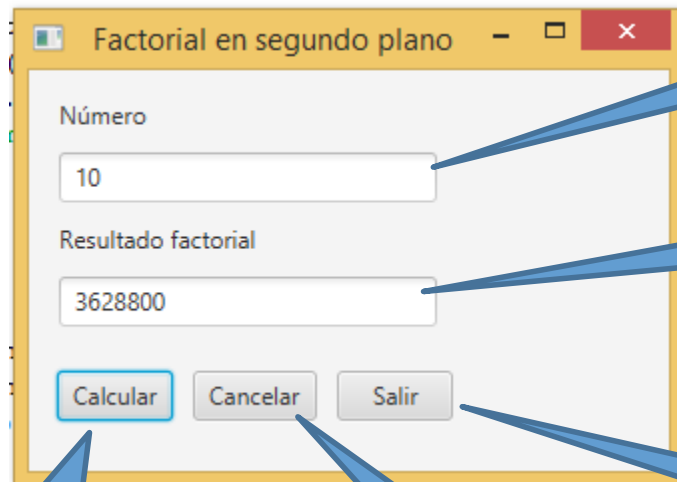 Factorial en segundo plano
Número
10
Resultado factorial
3628800
Calcular Cancelar Salir